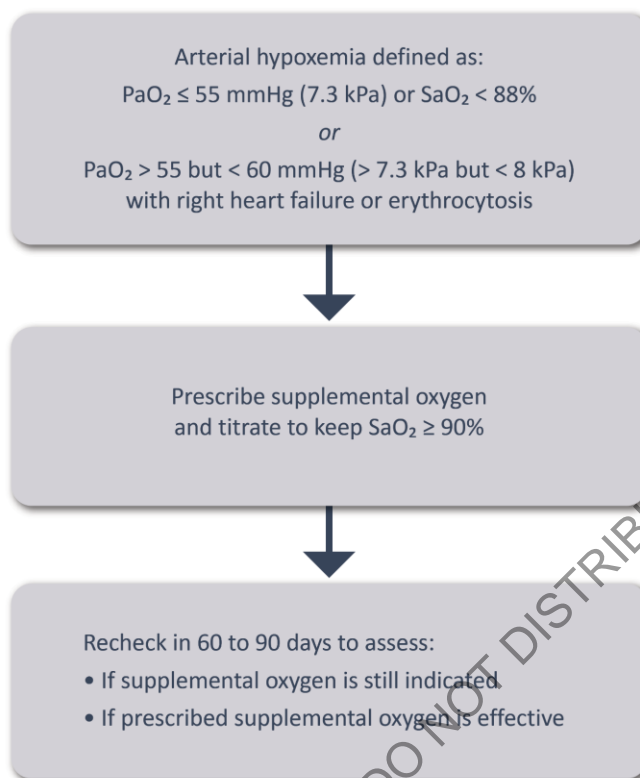 Arterial hypoxemia defined as:
PaO₂ ≤ 55 mmHg (7.3 kPa) or SaO₂ < 88%
or
PaO₂ > 55 but < 60 mmHg (> 7.3 kPa but < 8 kPa)
with right heart failure or erythrocytosis
Prescribe supplemental oxygen
and titrate to keep SaO₂ ≥ 90%
Recheck in 60 to 90 days to assess:
• If supplemental oxygen is still indicated
• If prescribed supplemental oxygen is effective
DO NOT DISTRIB